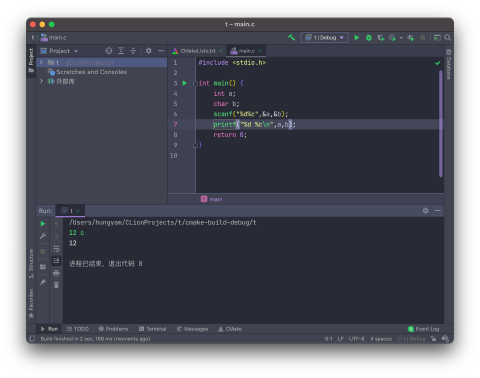 t – main.c
t main.c
t | Debug
Project
CMakeLists.txt
main.c
t ~/CLionProjects/t
Scratches and Consoles
外部库
1 #include <stdio.h>
2
3 int main() {
4 int a;
5 char b;
6 scanf("%d%c",&a,&b);
7 printf("%d %c\n",a,b);
8 return 0;
9 }
10
main
Project
Database
Structure
Favorites
Run: t
/Users/hungyam/CLionProjects/t/cmake-build-debug/t
12 c
12
进程已结束，退出代码 0
Run
TODO
Problems
Terminal
Messages
CMake
Event Log
Build finished in 2 sec, 168 ms (moments ago)
LF
UTF-8
4 spaces
C: t | Debug